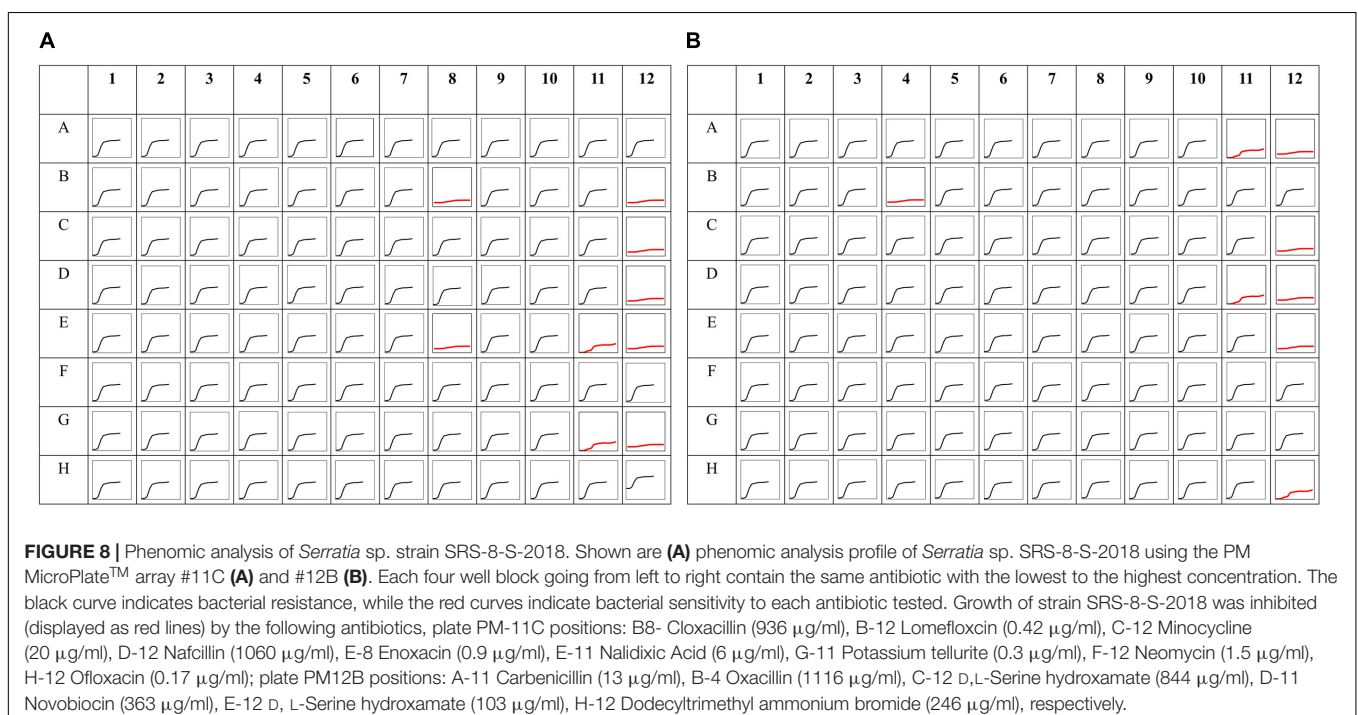 A
1 2 3 4 5 6 7 8 9 10 11 12
A
B
C
D
E
F
G
H
B
1 2 3 4 5 6 7 8 9 10 11 12
A
B
C
D
E
F
G
H
FIGURE 8 | Phenomic analysis of Serratia sp. strain SRS-8-S-2018. Shown are (A) phenomic analysis profile of Serratia sp. SRS-8-S-2018 using the PM
MicroPlate™ array #11C (A) and #12B (B). Each four well block going from left to right contain the same antibiotic with the lowest to the highest concentration. The
black curve indicates bacterial resistance, while the red curves indicate bacterial sensitivity to each antibiotic tested. Growth of strain SRS-8-S-2018 was inhibited
(displayed as red lines) by the following antibiotics, plate PM-11C positions: B8- Cloxacillin (936 μg/ml), B-12 Lomefloxcin (0.42 μg/ml), C-12 Minocycline
(20 μg/ml), D-12 Nafcillin (1060 μg/ml), E-8 Enoxacin (0.9 μg/ml), E-11 Nalidixic Acid (6 μg/ml), G-11 Potassium tellurite (0.3 μg/ml), F-12 Neomycin (1.5 μg/ml),
H-12 Ofloxacin (0.17 μg/ml); plate PM12B positions: A-11 Carbenicillin (13 μg/ml), B-4 Oxacillin (1116 μg/ml), C-12 D,L-Serine hydroxamate (844 μg/ml), D-11
Novobiocin (363 μg/ml), E-12 D, L-Serine hydroxamate (103 μg/ml), H-12 Dodecyltrimethyl ammonium bromide (246 μg/ml), respectively.